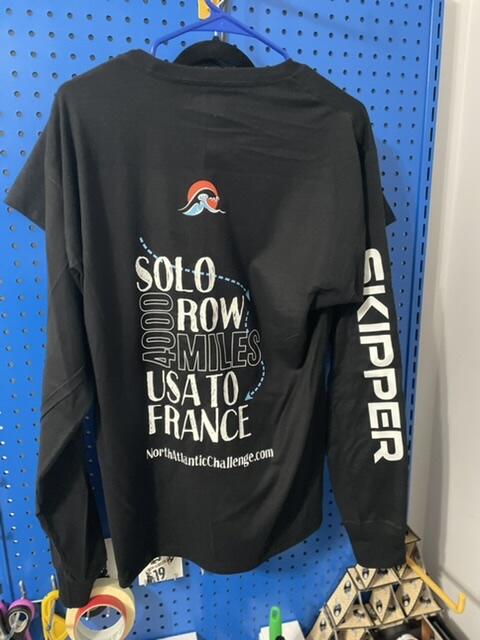 SOLO
4000 ROW
MILES
USA TO
FRANCE
NorthAtlanticChallenge.com
SKIPPER
19